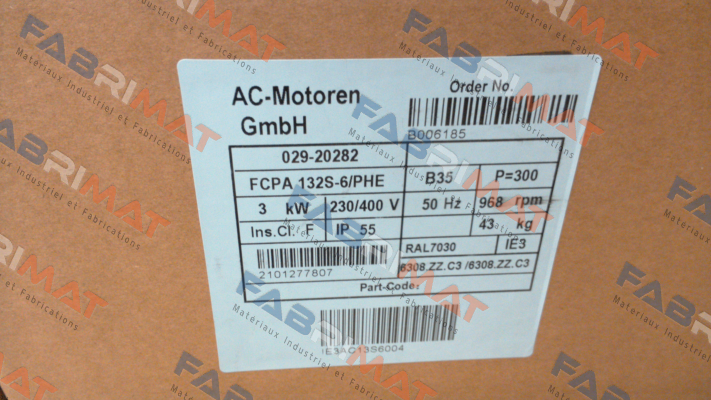 AC-Motoren
GmbH
Order No.
B006185
029-20282
FCPA 132S-6/PHE
B35
P=300
3 kW
230/400 V
50 Hz
968 rpm
Ins.Cl. F
IP 55
43 kg
2101277807
RAL7030
IE3
6308.ZZ.C3 /6308.ZZ.C3
Part-Code:
IE3AC13S6004
FABRIMAT
Matériaux Industriel et Fabrications